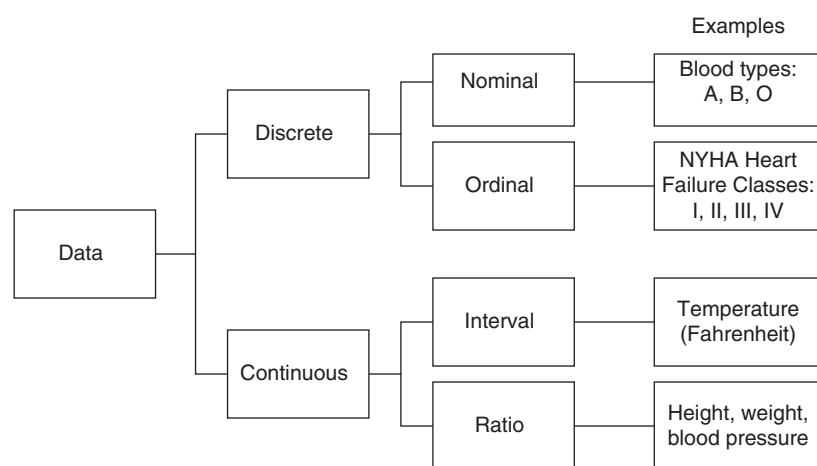 Examples
Nominal
Blood types:
A, B, O
Discrete
Ordinal
NYHA Heart
Failure Classes:
I, II, III, IV
Data
Interval
Temperature
(Fahrenheit)
Continuous
Ratio
Height, weight,
blood pressure